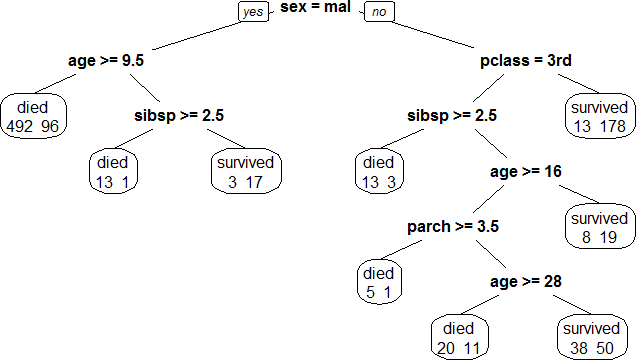 yes sex = mal no
age >= 9.5 pclass = 3rd
died
492 96
sibsp >= 2.5 sibsp >= 2.5
survived
13 178
died
13 1
survived
3 17
died
13 3
age >= 16
parch >= 3.5
survived
8 19
died
5 1
age >= 28
died
20 11
survived
38 50